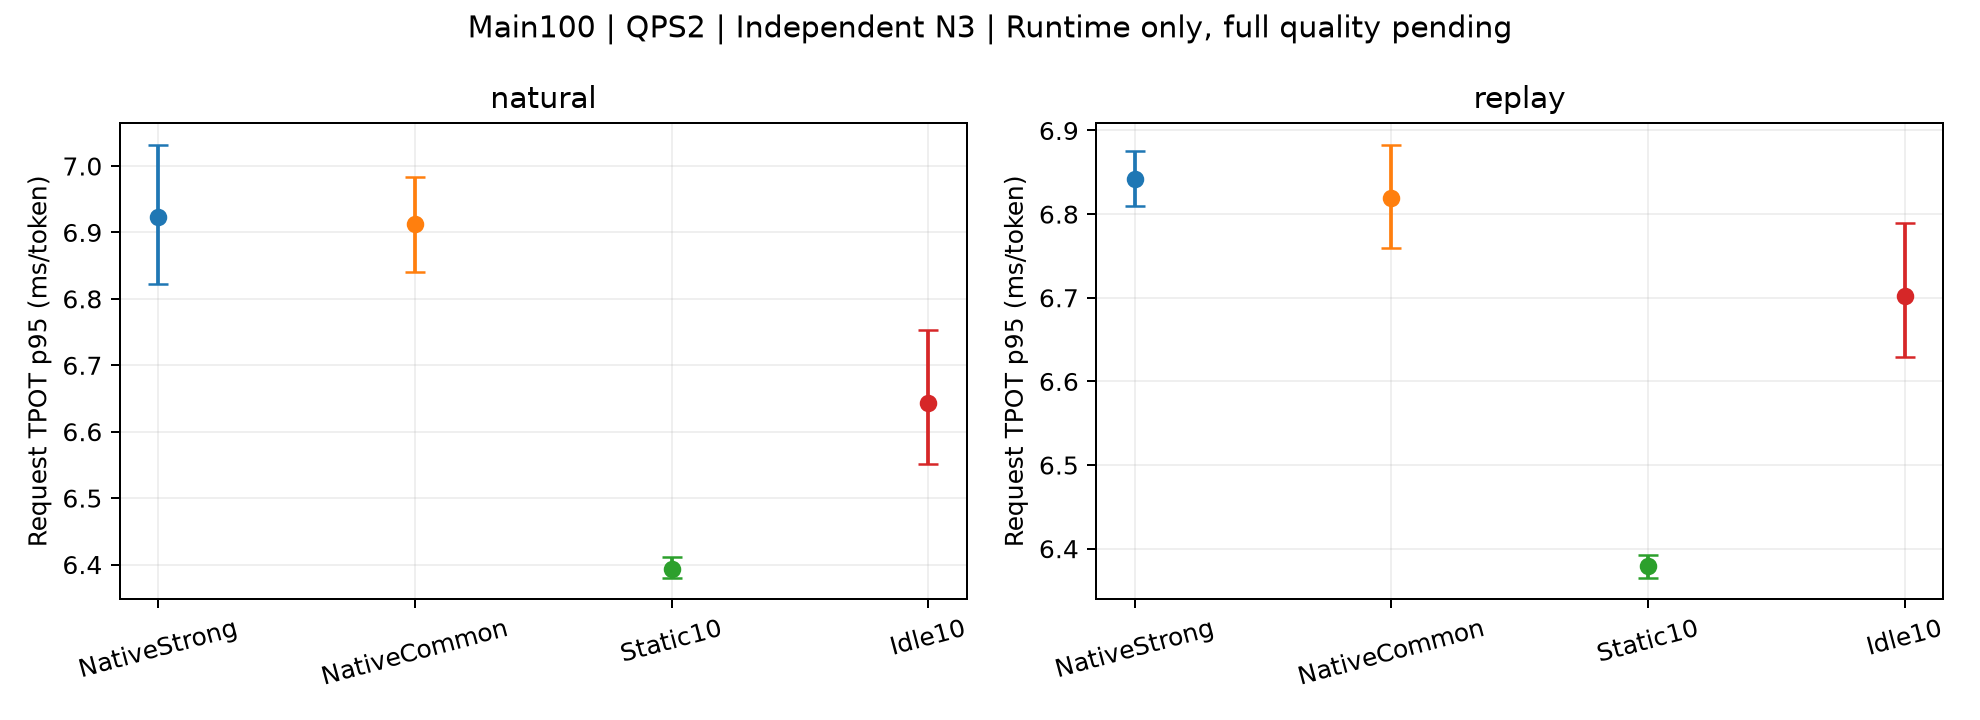 Main100 | QPS2 | Independent N3 | Runtime only, full quality pending
natural
Request TPOT p95 (ms/token)
7.0
6.9
6.8
6.7
6.6
6.5
6.4
NativeStrong
NativeCommon
Static10
Idle10
replay
Request TPOT p95 (ms/token)
6.9
6.8
6.7
6.6
6.5
6.4
NativeStrong
NativeCommon
Static10
Idle10